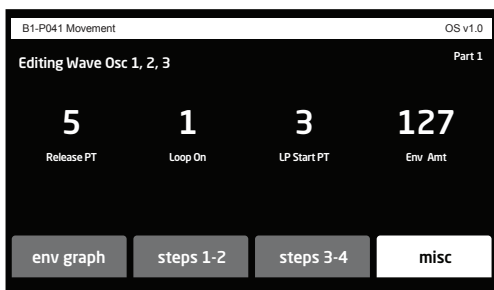 B1-P041 Movement OS v1.0
Editing Wave Osc 1, 2, 3 Part 1
5 1 3 127
Release PT Loop On LP Start PT Env Amt
env graph steps 1-2 steps 3-4 misc